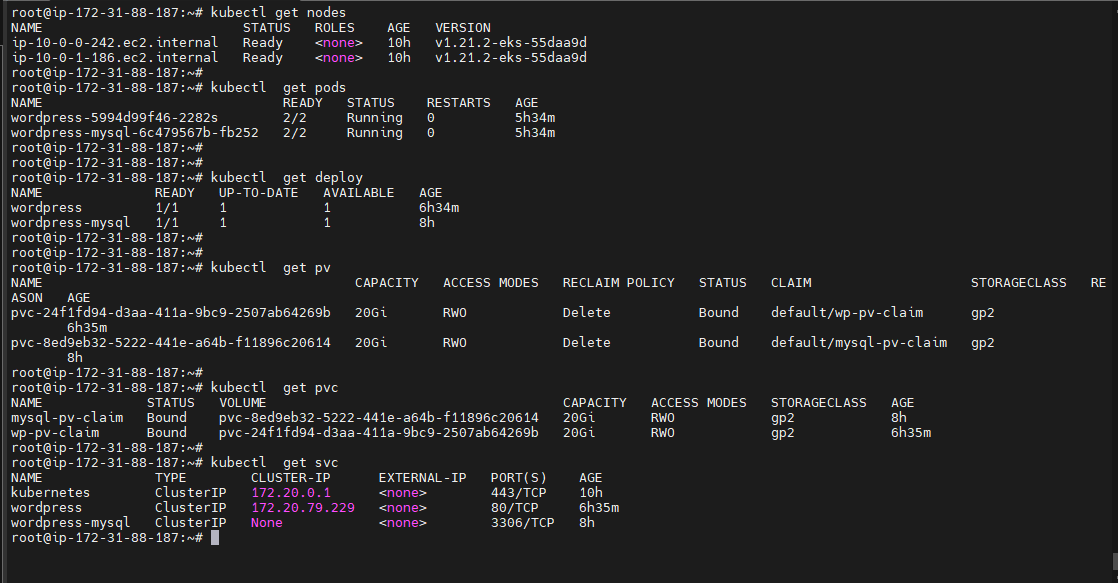 root@ip-172-31-88-187:~# kubectl get nodes
NAME                         STATUS   ROLES    AGE   VERSION
ip-10-0-0-242.ec2.internal   Ready    <none>   10h   v1.21.2-eks-55daa9d
ip-10-0-1-186.ec2.internal   Ready    <none>   10h   v1.21.2-eks-55daa9d
root@ip-172-31-88-187:~#
root@ip-172-31-88-187:~# kubectl  get pods
NAME                              READY   STATUS    RESTARTS   AGE
wordpress-5994d99f46-2282s        2/2     Running   0          5h34m
wordpress-mysql-6c479567b-fb252   2/2     Running   0          5h34m
root@ip-172-31-88-187:~#
root@ip-172-31-88-187:~#
root@ip-172-31-88-187:~# kubectl  get deploy
NAME              READY   UP-TO-DATE   AVAILABLE   AGE
wordpress         1/1     1            1           6h34m
wordpress-mysql   1/1     1            1           8h
root@ip-172-31-88-187:~#
root@ip-172-31-88-187:~#
root@ip-172-31-88-187:~# kubectl  get pv
NAME                                       CAPACITY   ACCESS MODES   RECLAIM POLICY   STATUS   CLAIM                    STORAGECLASS   RE
ASON   AGE
pvc-24f1fd94-d3aa-411a-9bc9-2507ab64269b   20Gi       RWO            Delete           Bound    default/wp-pv-claim      gp2
       6h35m
pvc-8ed9eb32-5222-441e-a64b-f11896c20614   20Gi       RWO            Delete           Bound    default/mysql-pv-claim   gp2
       8h
root@ip-172-31-88-187:~#
root@ip-172-31-88-187:~# kubectl  get pvc
NAME             STATUS   VOLUME                                     CAPACITY   ACCESS MODES   STORAGECLASS   AGE
mysql-pv-claim   Bound    pvc-8ed9eb32-5222-441e-a64b-f11896c20614   20Gi       RWO            gp2            8h
wp-pv-claim      Bound    pvc-24f1fd94-d3aa-411a-9bc9-2507ab64269b   20Gi       RWO            gp2            6h35m
root@ip-172-31-88-187:~#
root@ip-172-31-88-187:~# kubectl  get svc
NAME              TYPE        CLUSTER-IP      EXTERNAL-IP   PORT(S)    AGE
kubernetes        ClusterIP   172.20.0.1      <none>        443/TCP    10h
wordpress         ClusterIP   172.20.79.229   <none>        80/TCP     6h35m
wordpress-mysql   ClusterIP   None            <none>        3306/TCP   8h
root@ip-172-31-88-187:~#